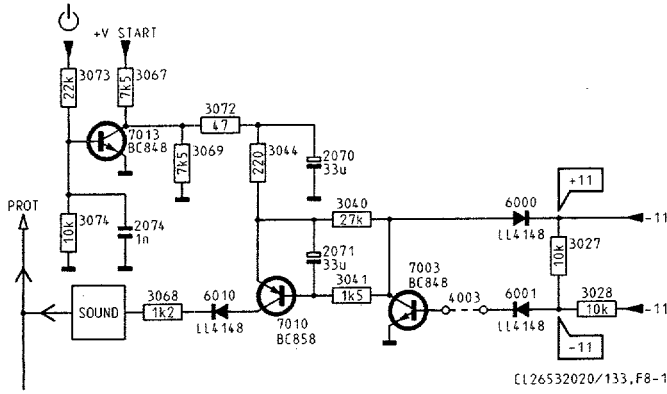 +V START
3073
22k
3067
7k5
3072
47
7013
BC848
7k5
3069
220
3044
2070
33u
PROT
10k
3074
2074
1n
3040
27k
2071
33u
3041
1k5
7003
BC848
4003
6000
LL4148
+11
-11
10k
3027
6001
LL4148
3028
10k
-11
-11
SOUND
3068
1k2
6010
LL4148
7010
BC858
CL26532020/133,F8-1